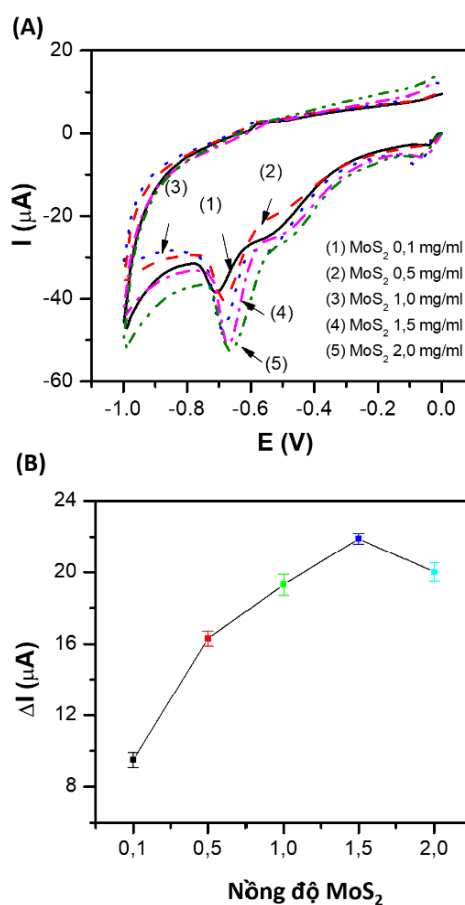 (A)
20
0
-20
-40
-60
I (μA)
(3)
(1)
(2)
(4)
(5)
(1) MoS2 0,1 mg/ml
(2) MoS2 0,5 mg/ml
(3) MoS2 1,0 mg/ml
(4) MoS2 1,5 mg/ml
(5) MoS2 2,0 mg/ml
-1.0 -0.8 -0.6 -0.4 -0.2 0.0
E (V)
(B)
24
20
16
12
8
ΔI (μA)
0,1 0,5 1,0 1,5 2,0
Nồng độ MoS2